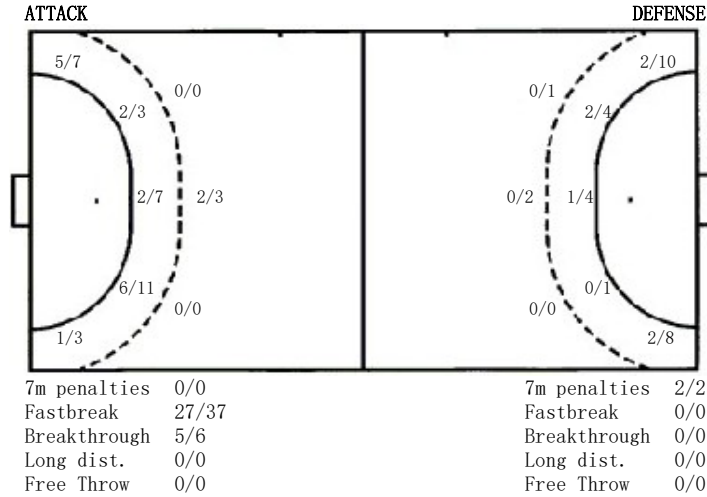 ATTACK DEFENSE
5/7 2/10
0/0 0/1
2/3 2/4
2/7 2/3 0/2 1/4
6/11 0/1
0/0 0/0
1/3 2/8
7m penalties 0/0 7m penalties 2/2
Fastbreak 27/37 Fastbreak 0/0
Breakthrough 5/6 Breakthrough 0/0
Long dist. 0/0 Long dist. 0/0
Free Throw 0/0 Free Throw 0/0